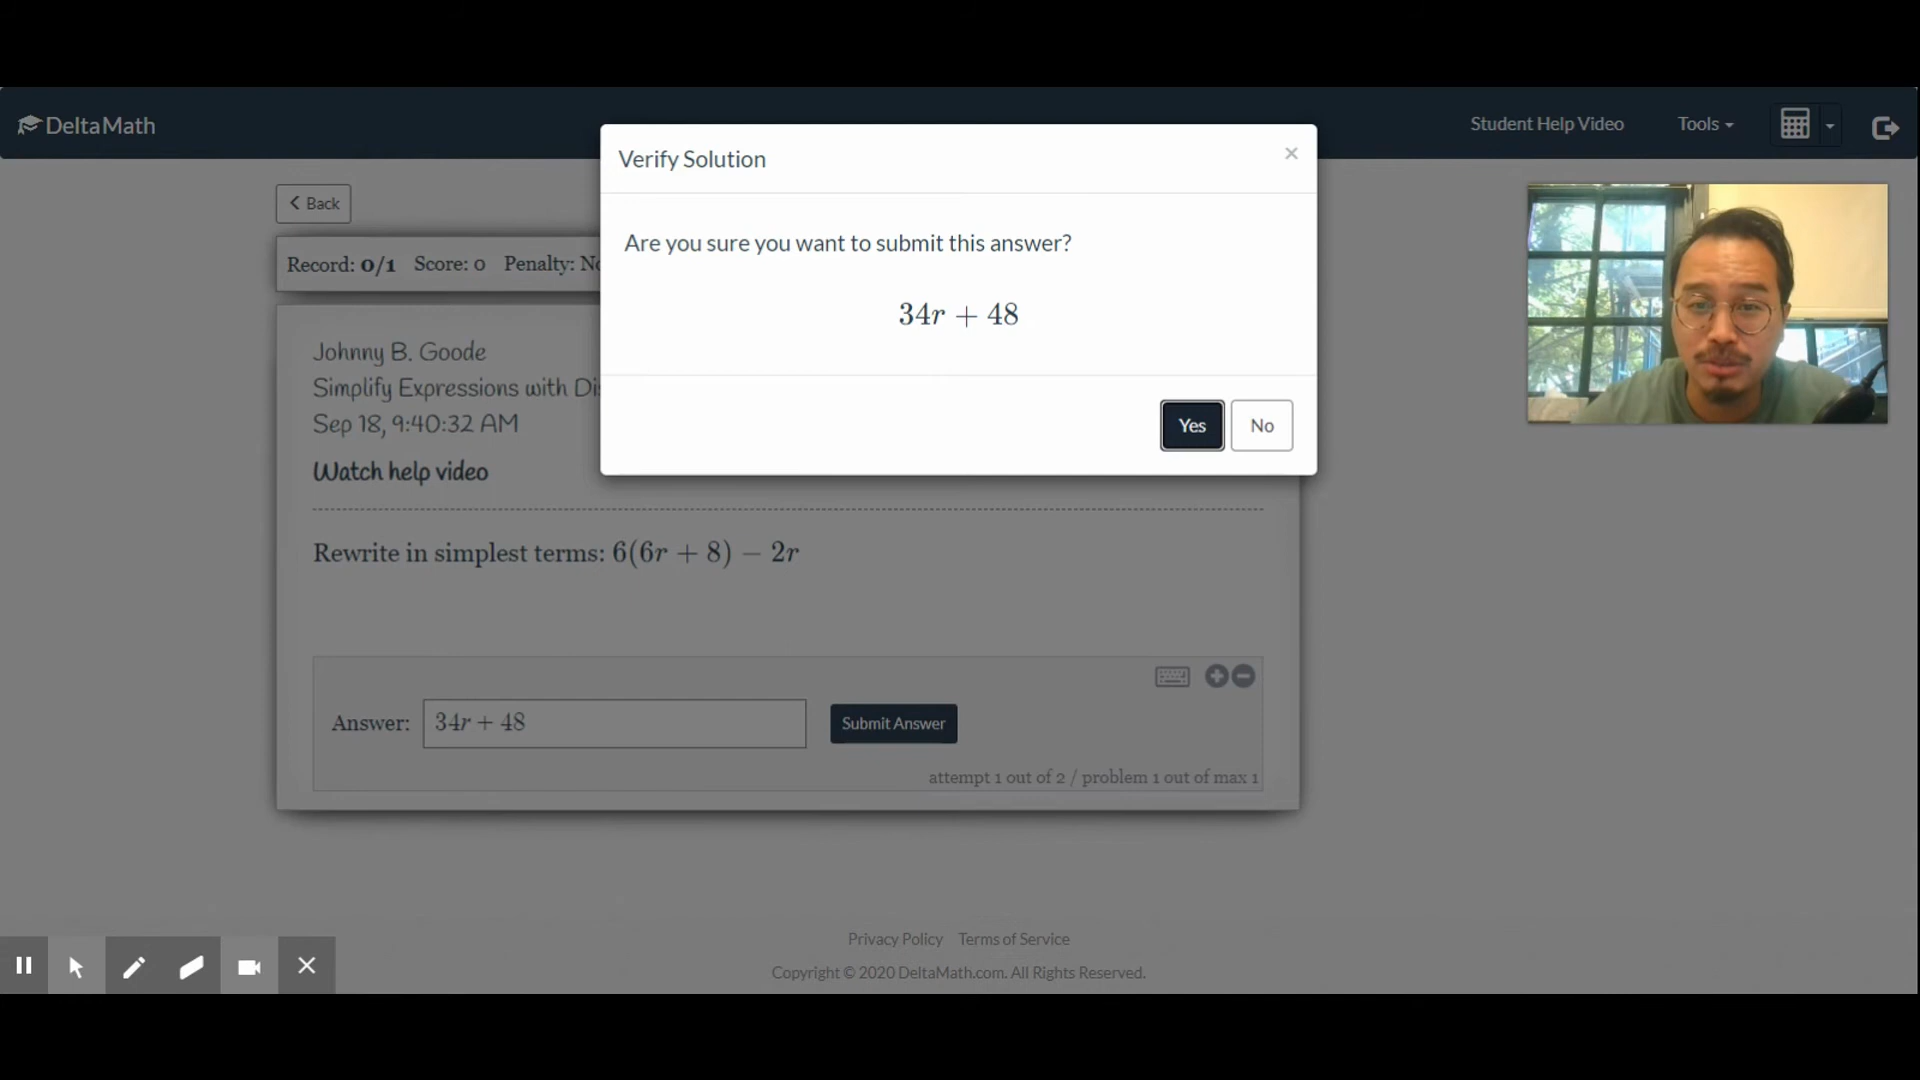 DeltaMath
Student Help Video
Tools
Verify Solution
×
Are you sure you want to submit this answer?
34r + 48
Yes
No
Back
Record: 0/1 Score: 0 Penalty: No
Johnny B. Goode
Simplify Expressions with Dis
Sep 18, 9:40:32 AM
Watch help video
Rewrite in simplest terms: 6(6r + 8) − 2r
Answer: 34r + 48
Submit Answer
attempt 1 out of 2 / problem 1 out of max 1
Privacy Policy Terms of Service
Copyright © 2020 DeltaMath.com. All Rights Reserved.